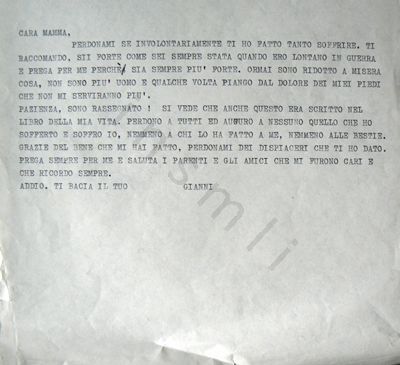 CARA MAMMA,
PERDONAMI SE INVOLONTARIAMENTE TI HO FATTO TANTO SOFFRIRE. TI
RACCOMANDO, SII FORTE COME SEI SEMPRE STATA QUANDO ERO LONTANO IN GUERRA
E PREGA PER ME PERCHÈ SIA SEMPRE PIU' FORTE. ORMAI SONO RIDOTTO A MISERA
COSA, NON SONO PIU' UOMO E QUALCHE VOLTA PIANGO DAL DOLORE DEI MIEI PIEDI
CHE NON MI SERVIRANNO PIU'.
PAZIENZA, SONO RASSEGNATO ! SI VEDE CHE ANCHE QUESTO ERA SCRITTO NEL
LIBRO DELLA MIA VITA. PERDONO A TUTTI ED AUGURO A NESSUNO QUELLO CHE HO
SOFFERTO E SOFFRO IO, NEMMENO A CHI LO HA FATTO A ME, NEMMENO ALLE BESTIE.
GRAZIE DEL BENE CHE MI HAI FATTO, PERDONAMI DEI DISPIACERI CHE TI HO DATO.
PREGA SEMPRE PER ME E SALUTA I PARENTI E GLI AMICI CHE MI FURONO CARI E
CHE RICORDO SEMPRE.
ADDIO. TI BACIA IL TUO GIANNI
ismli